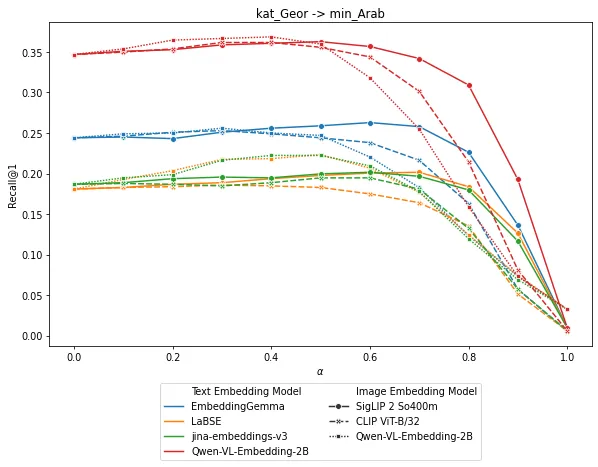 kat_Geor -> min_Arab
0.35
0.30
0.25
0.20
0.15
0.10
0.05
0.00
Recall@1
0.0 0.2 0.4 0.6 0.8 1.0
α
Text Embedding Model Image Embedding Model
EmbeddingGemma SigLIP 2 So400m
LaBSE CLIP ViT-B/32
jina-embeddings-v3 Qwen-VL-Embedding-2B
Qwen-VL-Embedding-2B